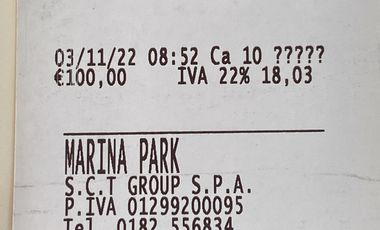 03/11/22 08:52 Ca 10 ?????
€100,00 IVA 22% 18,03
MARINA PARK
S.C.T GROUP S.P.A.
P.IVA 01299200095
Tel. 0182 556834